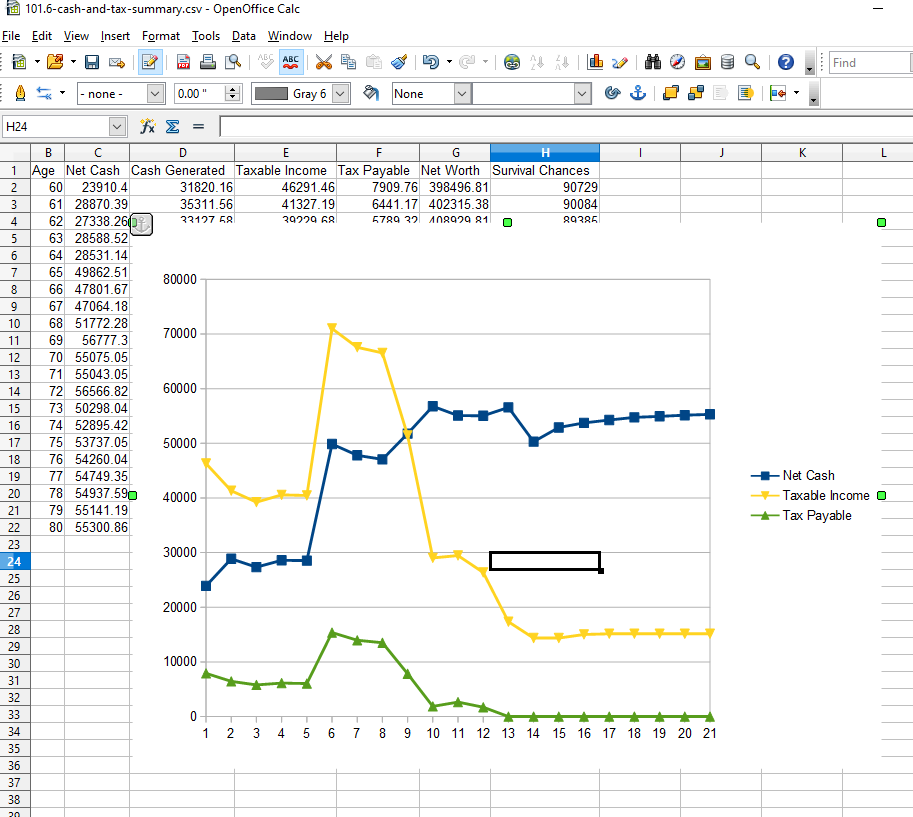 101.6-cash-and-tax-summary.csv - OpenOffice Calc
File Edit View Insert Format Tools Data Window Help
PDF ABC ABC Find
- none - 0.00 " Gray 6 None
H24
B C D E F G H I J K L
1 Age Net Cash Cash Generated Taxable Income Tax Payable Net Worth Survival Chances
2 60 23910.4 31820.16 46291.46 7909.76 398496.81 90729
3 61 28870.39 35311.56 41327.19 6441.17 402315.38 90084
4 62 27338.26 33127.58 39229.68 5789.32 408929.81 89385
5 63 28588.52
6 64 28531.14
7 65 49862.51
8 66 47801.67
9 67 47064.18
10 68 51772.28
11 69 56777.3
12 70 55075.05
13 71 55043.05
14 72 56566.82
15 73 50298.04
16 74 52895.42
17 75 53737.05
18 76 54260.04
19 77 54749.35
20 78 54937.59
21 79 55141.19
22 80 55300.86
23
24
25
26
27
28
29
30
31
32
33
34
35
36
37
38
39
80000
70000
60000
50000
40000
30000
20000
10000
0
1 2 3 4 5 6 7 8 9 10 11 12 13 14 15 16 17 18 19 20 21
Net Cash
Taxable Income
Tax Payable